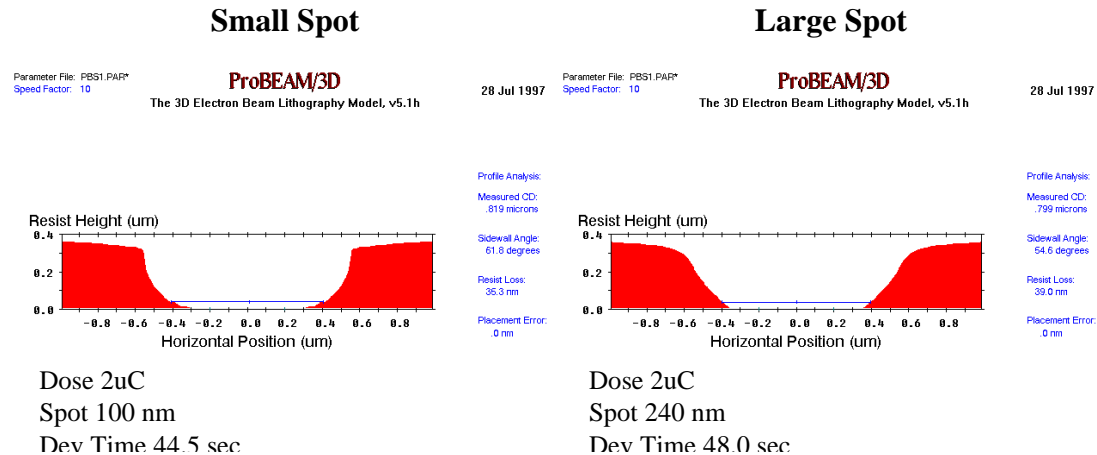 Small Spot
Parameter File: PBS1.PAR*
Speed Factor: 10
ProBEAM/3D
The 3D Electron Beam Lithography Model, v5.1h
28 Jul 1997
Profile Analysis:
Measured CD:
.819 microns
Sidewall Angle:
61.8 degrees
Resist Loss:
35.3 nm
Placement Error:
.0 nm
Resist Height (um)
0.4
0.2
0.0
-0.8 -0.6 -0.4 -0.2 0.0 0.2 0.4 0.6 0.8
Horizontal Position (um)
Dose 2uC
Spot 100 nm
Dev Time 44.5 sec
Large Spot
Parameter File: PBS1.PAR*
Speed Factor: 10
ProBEAM/3D
The 3D Electron Beam Lithography Model, v5.1h
28 Jul 1997
Profile Analysis:
Measured CD:
.799 microns
Sidewall Angle:
54.6 degrees
Resist Loss:
39.0 nm
Placement Error:
.0 nm
Resist Height (um)
0.4
0.2
0.0
-0.8 -0.6 -0.4 -0.2 0.0 0.2 0.4 0.6 0.8
Horizontal Position (um)
Dose 2uC
Spot 240 nm
Dev Time 48.0 sec